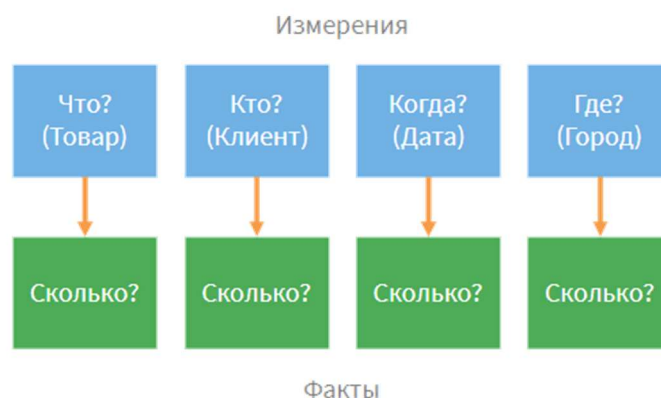 Измерения
Что?
(Товар)
Кто?
(Клиент)
Когда?
(Дата)
Где?
(Город)
Сколько?
Сколько?
Сколько?
Сколько?
Факты